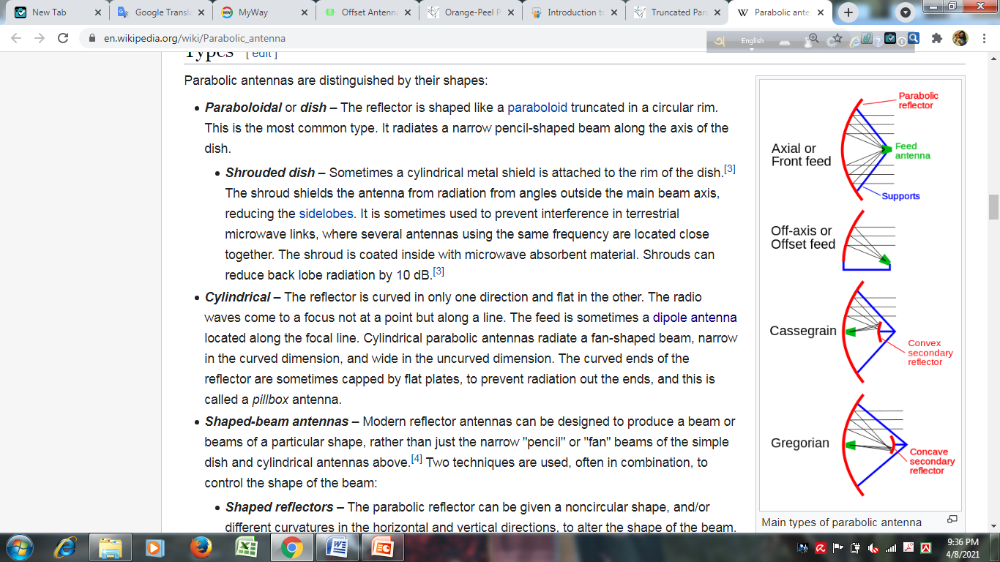 New Tab
Google Transla
MyWay
Offset Antenna
Orange-Peel P
Introduction to
Truncated Para
Parabolic ante
en.wikipedia.org/wiki/Parabolic_antenna
English
Types [ edit ]
Parabolic antennas are distinguished by their shapes:
• Paraboloidal or dish – The reflector is shaped like a paraboloid truncated in a circular rim.
This is the most common type. It radiates a narrow pencil-shaped beam along the axis of the
dish.
• Shrouded dish – Sometimes a cylindrical metal shield is attached to the rim of the dish.[3]
The shroud shields the antenna from radiation from angles outside the main beam axis,
reducing the sidelobes. It is sometimes used to prevent interference in terrestrial
microwave links, where several antennas using the same frequency are located close
together. The shroud is coated inside with microwave absorbent material. Shrouds can
reduce back lobe radiation by 10 dB.[3]
• Cylindrical – The reflector is curved in only one direction and flat in the other. The radio
waves come to a focus not at a point but along a line. The feed is sometimes a dipole antenna
located along the focal line. Cylindrical parabolic antennas radiate a fan-shaped beam, narrow
in the curved dimension, and wide in the uncurved dimension. The curved ends of the
reflector are sometimes capped by flat plates, to prevent radiation out the ends, and this is
called a pillbox antenna.
• Shaped-beam antennas – Modern reflector antennas can be designed to produce a beam or
beams of a particular shape, rather than just the narrow "pencil" or "fan" beams of the simple
dish and cylindrical antennas above.[4] Two techniques are used, often in combination, to
control the shape of the beam:
• Shaped reflectors – The parabolic reflector can be given a noncircular shape, and/or
different curvatures in the horizontal and vertical directions, to alter the shape of the beam.
Parabolic
reflector
Axial or
Front feed
Feed
antenna
Supports
Off-axis or
Offset feed
Cassegrain
Convex
secondary
reflector
Gregorian
Concave
secondary
reflector
Main types of parabolic antenna
9:36 PM
4/8/2021